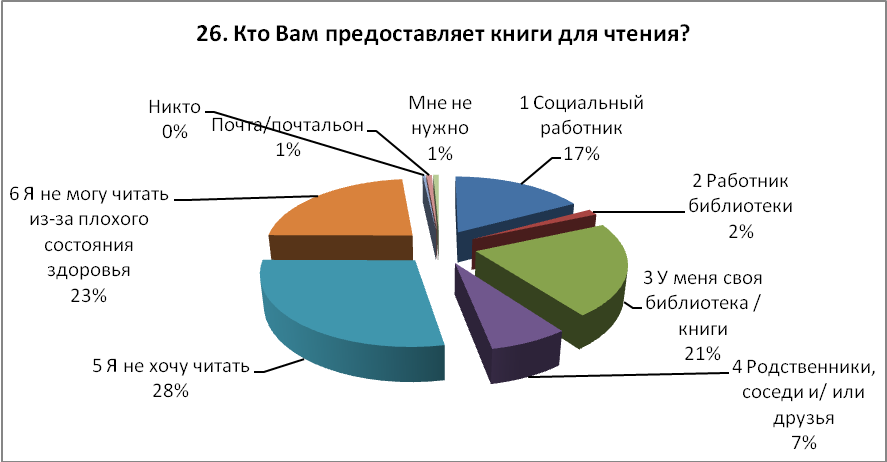 26. Кто Вам предоставляет книги для чтения?
Никто
0%
Почта/почтальон
1%
Мне не
нужно
1%
1 Социальный
работник
17%
2 Работник
библиотеки
2%
3 У меня своя
библиотека /
книги
21%
4 Родственники,
соседи и/ или
друзья
7%
5 Я не хочу читать
28%
6 Я не могу читать
из-за плохого
состояния
здоровья
23%